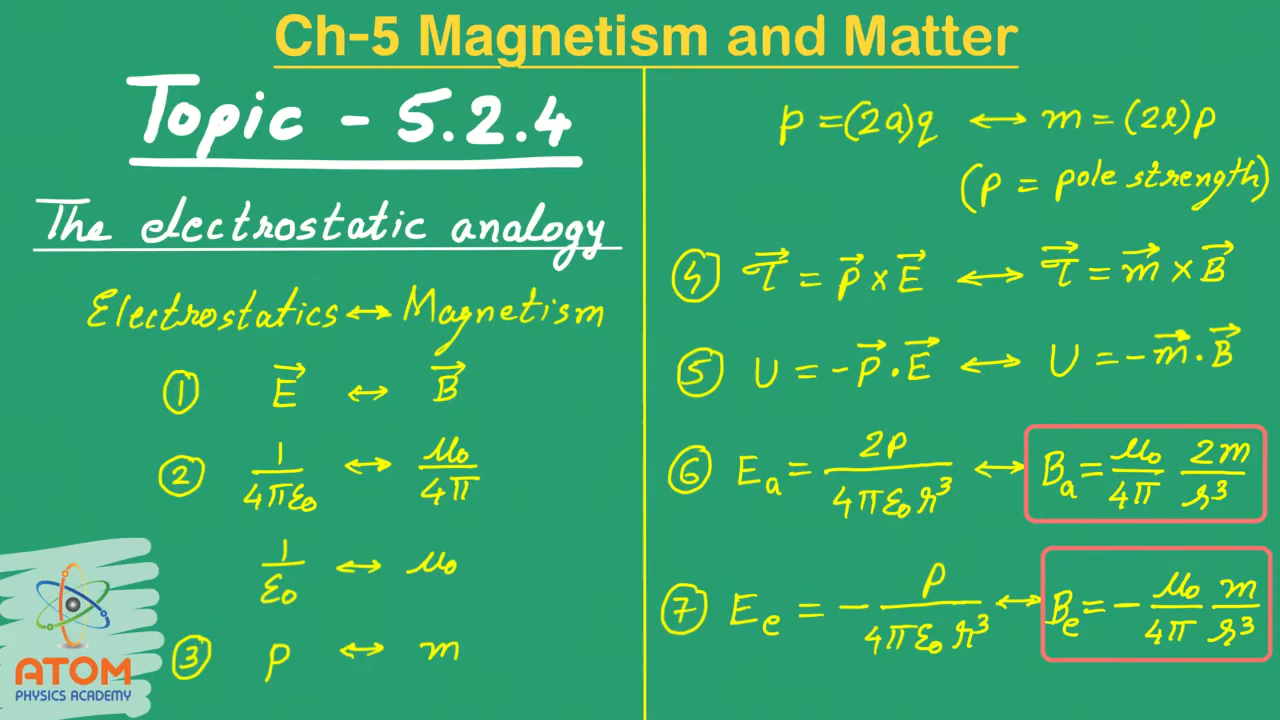 Ch-5 Magnetism and Matter
Topic - 5.2.4
The electrostatic analogy
Electrostatics ↔ Magnetism
① E⃗ ↔ B⃗
② 1/4πε₀ ↔ μ₀/4π
1/ε₀ ↔ μ₀
③ p ↔ m
ATOM
PHYSICS ACADEMY
p = (2a)q ↔ m = (2l)p
(p = pole strength)
④ τ⃗ = p⃗ × E⃗ ↔ τ⃗ = m⃗ × B⃗
⑤ U = -p⃗ · E⃗ ↔ U = -m⃗ · B⃗
⑥ Eₐ = 2p/4πε₀r³ ↔ Bₐ = μ₀/4π 2m/r³
⑦ Eₑ = - p/4πε₀r³ ↔ Bₑ = - μ₀/4π m/r³